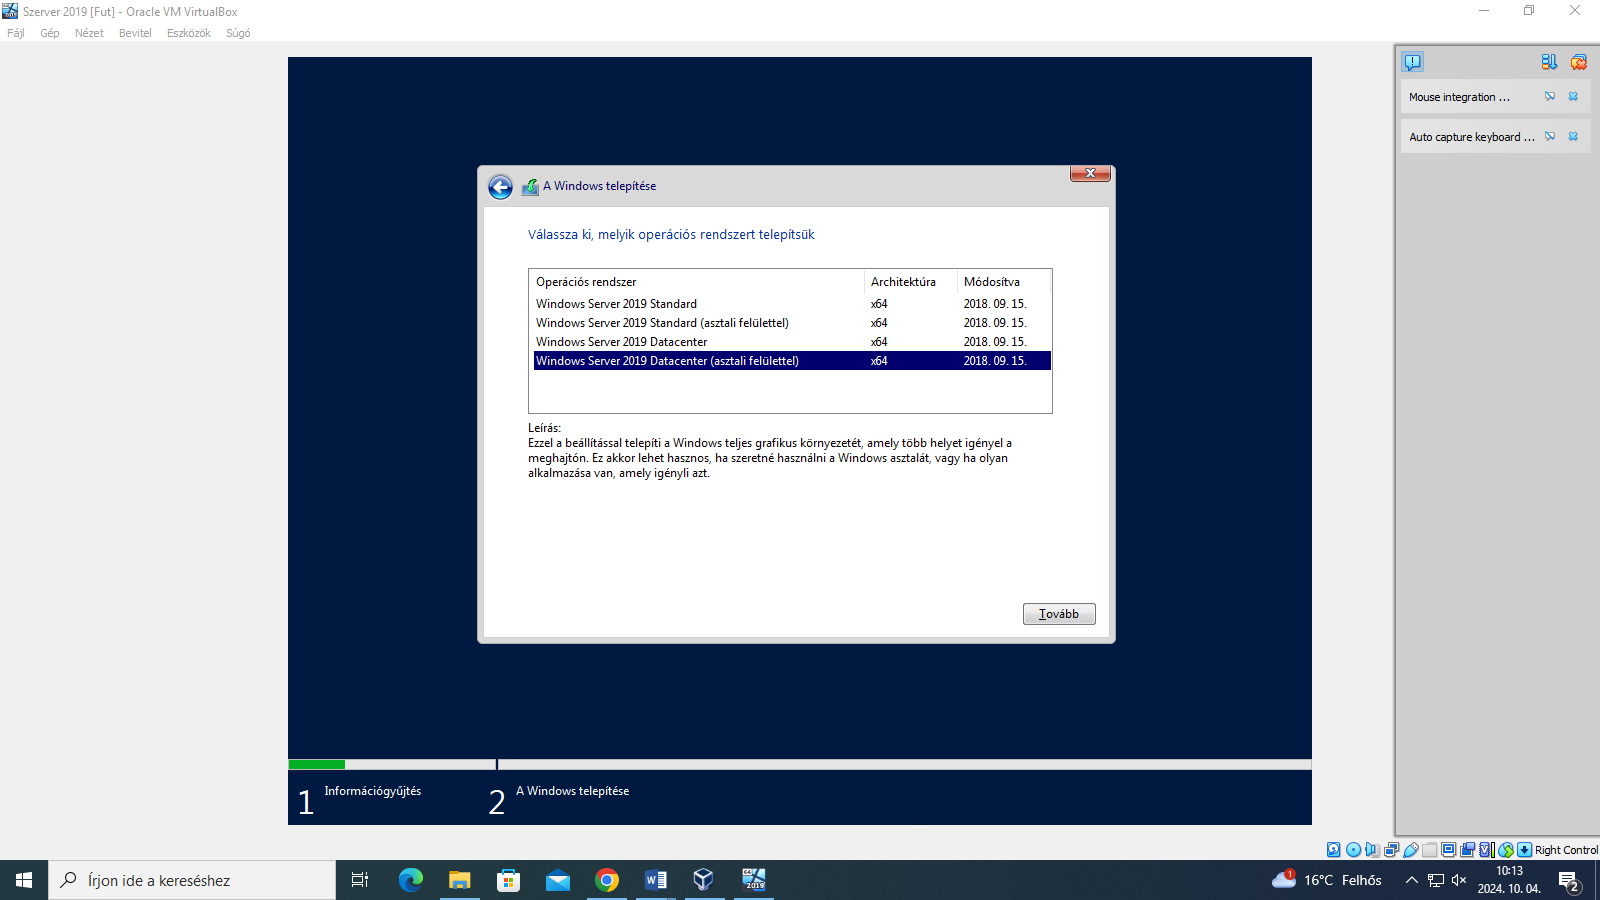 Szerver 2019 [Fut] - Oracle VM VirtualBox
Fájl Gép Nézet Bevitel Eszközök Súgó
Mouse integration ...
Auto capture keyboard ...
A Windows telepítése
Válassza ki, melyik operációs rendszert telepítsük
Operációs rendszer Architektúra Módosítva
Windows Server 2019 Standard x64 2018. 09. 15.
Windows Server 2019 Standard (asztali felülettel) x64 2018. 09. 15.
Windows Server 2019 Datacenter x64 2018. 09. 15.
Windows Server 2019 Datacenter (asztali felülettel) x64 2018. 09. 15.
Leírás:
Ezzel a beállítással telepíti a Windows teljes grafikus környezetét, amely több helyet igényel a
meghajtón. Ez akkor lehet hasznos, ha szeretné használni a Windows asztalát, vagy ha olyan
alkalmazása van, amely igényli azt.
Tovább
1 Információgyűjtés 2 A Windows telepítése
Right Control
Írjon ide a kereséshez
64 2019
1 16°C Felhős
10:13
2024. 10. 04.
2